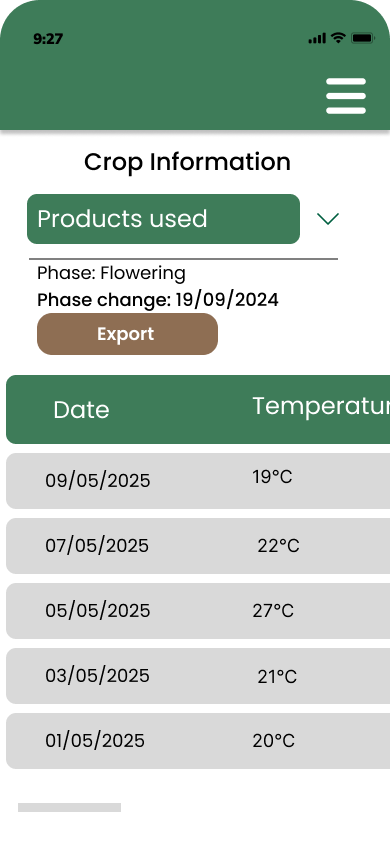 9:27
Crop Information
Products used
Phase: Flowering
Phase change: 19/09/2024
Export
Date Temperatur
09/05/2025 19°C
07/05/2025 22°C
05/05/2025 27°C
03/05/2025 21°C
01/05/2025 20°C